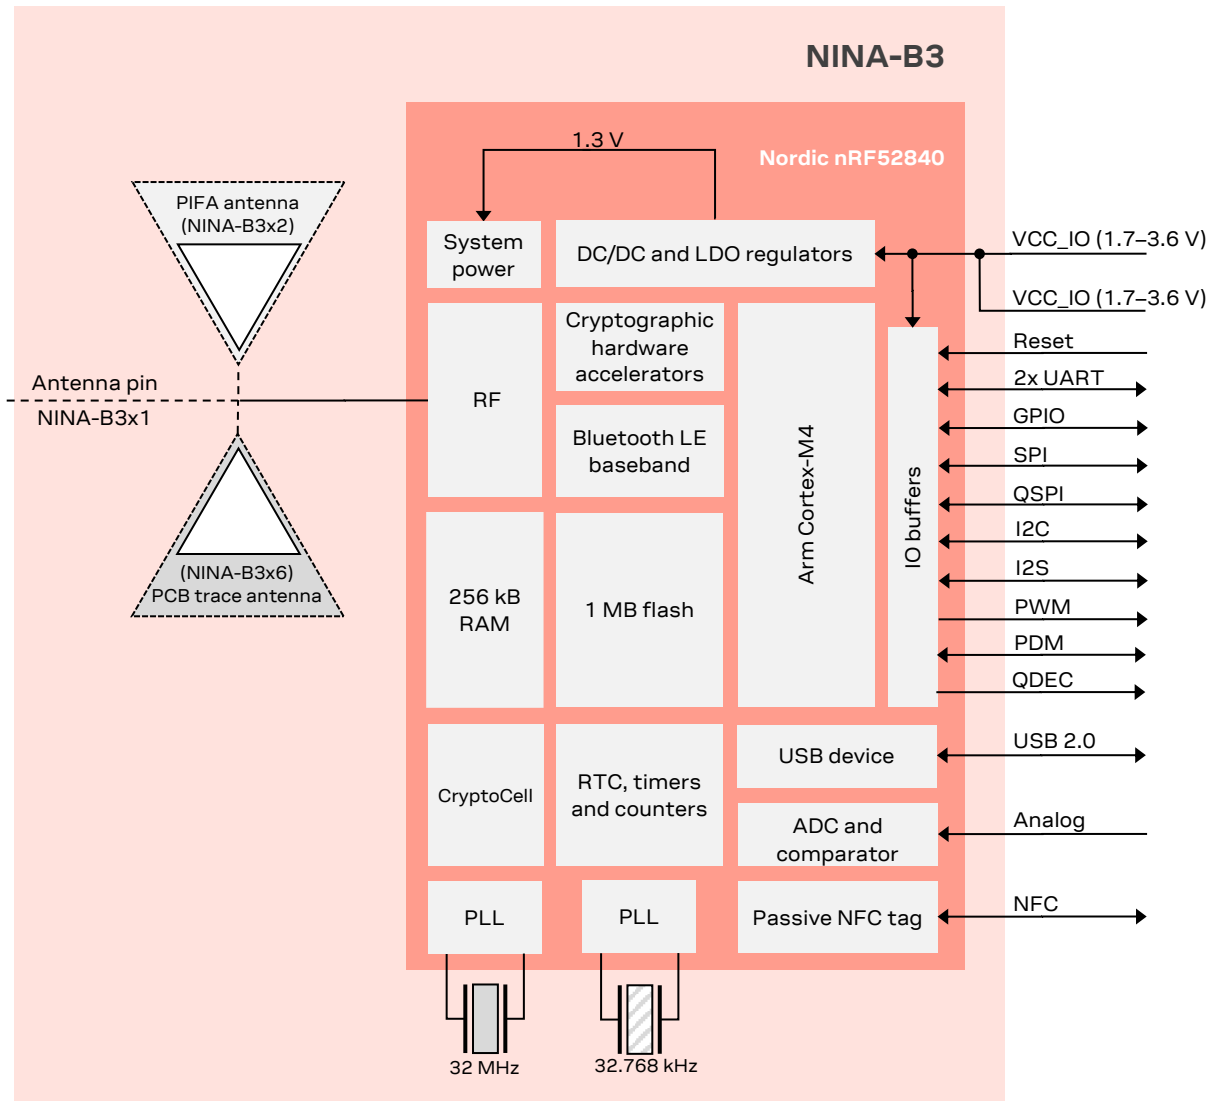 NINA-B3
1.3 V
Nordic nRF52840
PIFA antenna
(NINA-B3x2)
System
power
DC/DC and LDO regulators
VCC_IO (1.7–3.6 V)
VCC_IO (1.7–3.6 V)
Cryptographic
hardware
accelerators
Reset
Antenna pin
NINA-B3x1
RF
2x UART
GPIO
Bluetooth LE
baseband
SPI
QSPI
Arm Cortex-M4
IO buffers
I2C
I2S
(NINA-B3x6)
PCB trace antenna
256 kB
RAM
1 MB flash
PWM
PDM
QDEC
USB device
USB 2.0
CryptoCell
RTC, timers
and counters
ADC and
comparator
Analog
PLL
PLL
Passive NFC tag
NFC
32 MHz
32.768 kHz